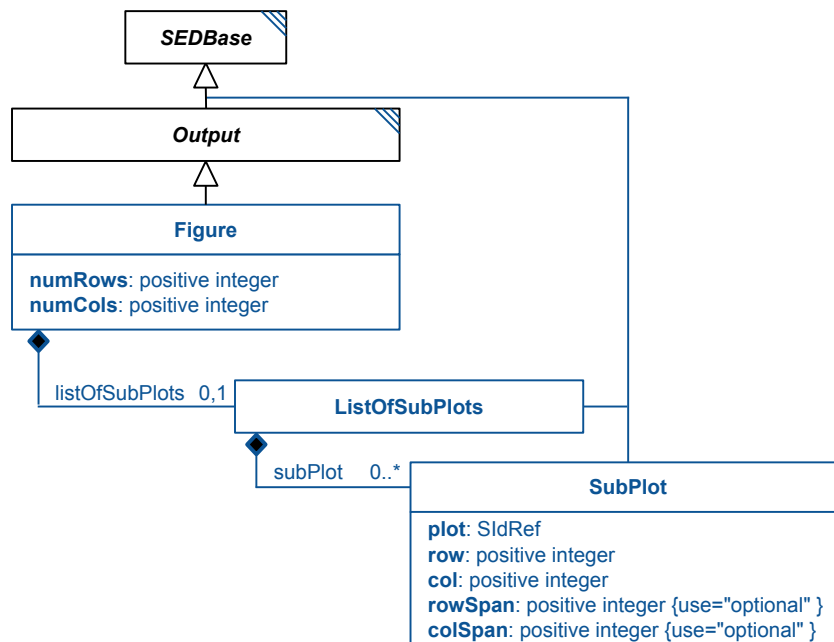 SEDBase
Output
Figure
numRows: positive integer
numCols: positive integer
listOfSubPlots 0,1
ListOfSubPlots
subPlot 0..*
SubPlot
plot: SIdRef
row: positive integer
col: positive integer
rowSpan: positive integer {use="optional" }
colSpan: positive integer {use="optional" }